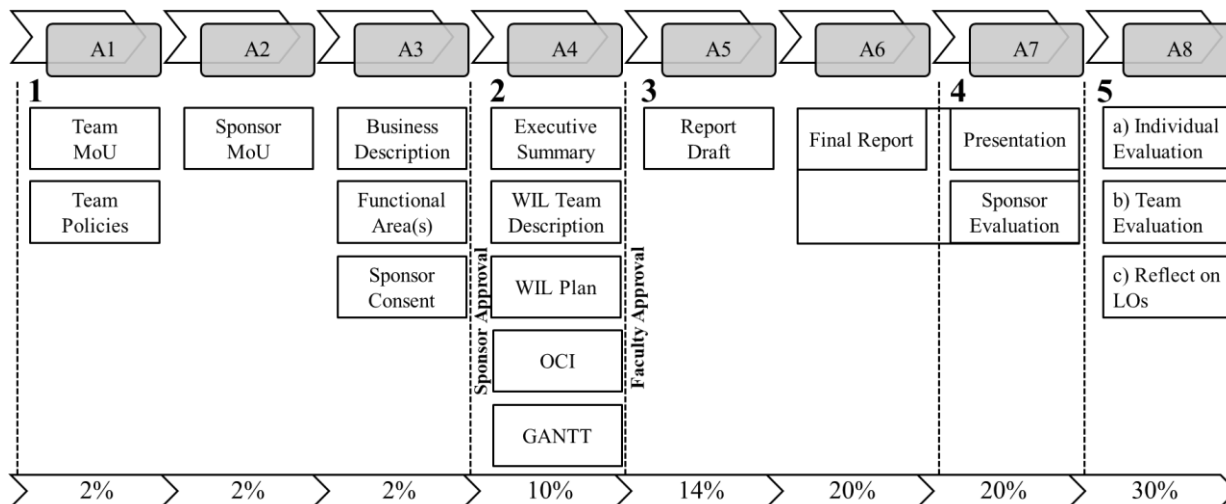 A1
A2
A3
A4
A5
A6
A7
A8
1
2
3
4
5
Team
MoU
Team
Policies
Sponsor
MoU
Business
Description
Functional
Area(s)
Sponsor
Consent
Sponsor Approval
Executive
Summary
WIL Team
Description
WIL Plan
OCI
GANTT
Faculty Approval
Report
Draft
Final Report
Presentation
Sponsor
Evaluation
a) Individual
Evaluation
b) Team
Evaluation
c) Reflect on
LOs
2%
2%
2%
10%
14%
20%
20%
30%